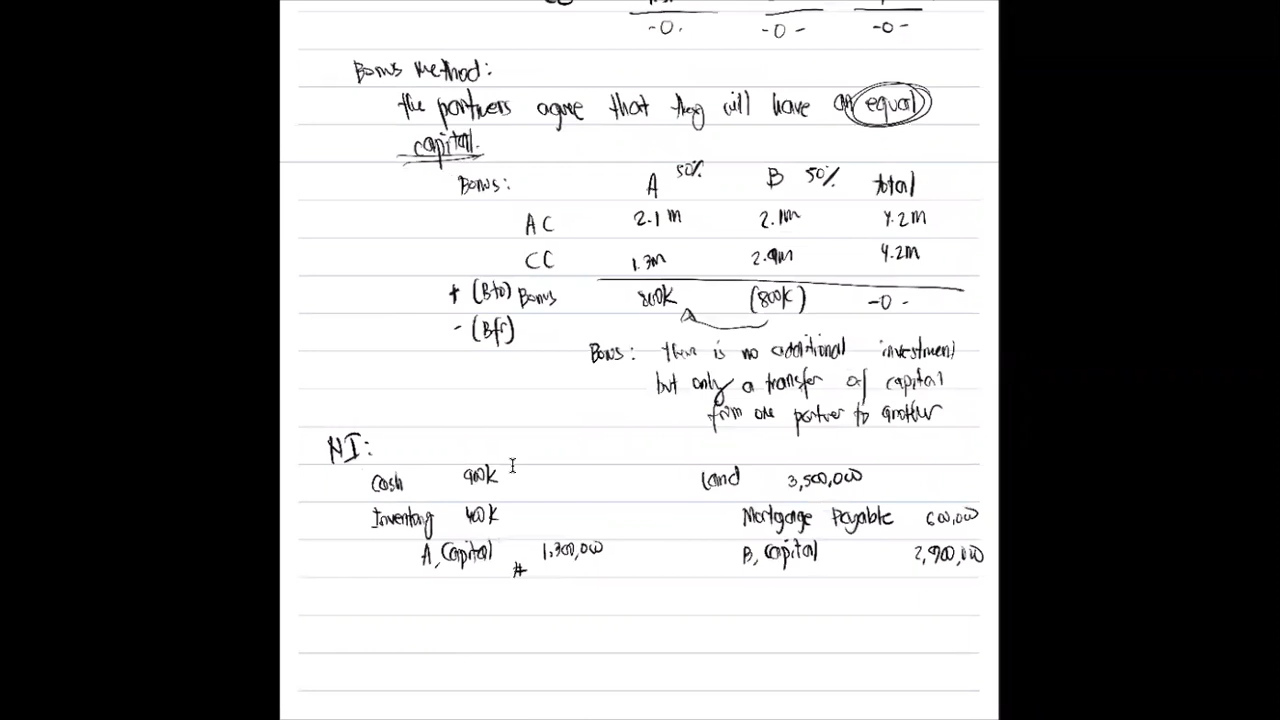 -0-   -0-   -0-
Bonus Method:
the partners agree that they will have an equal
capital.
Bonus:   A 50%   B 50%   total
AC   2.1M   2.1M   4.2M
CC   1.3M   2.9M   4.2M
+ (Bto) Bonus   800K   (800K)   -0-
- (Bfr)
Bonus: there is no additional investment
but only a transfer of capital
from one partner to another
NI:
Cash   900K   Land   3,500,000
Inventory   400K   Mortgage Payable   600,000
A, Capital   1,300,000   B, Capital   2,900,000
#